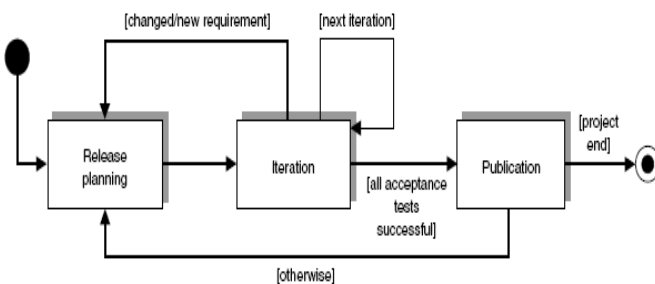 [changed/new requirement]
[next iteration]
Release
planning
Iteration
[all acceptance
tests
successful]
Publication
[project
end]
[otherwise]